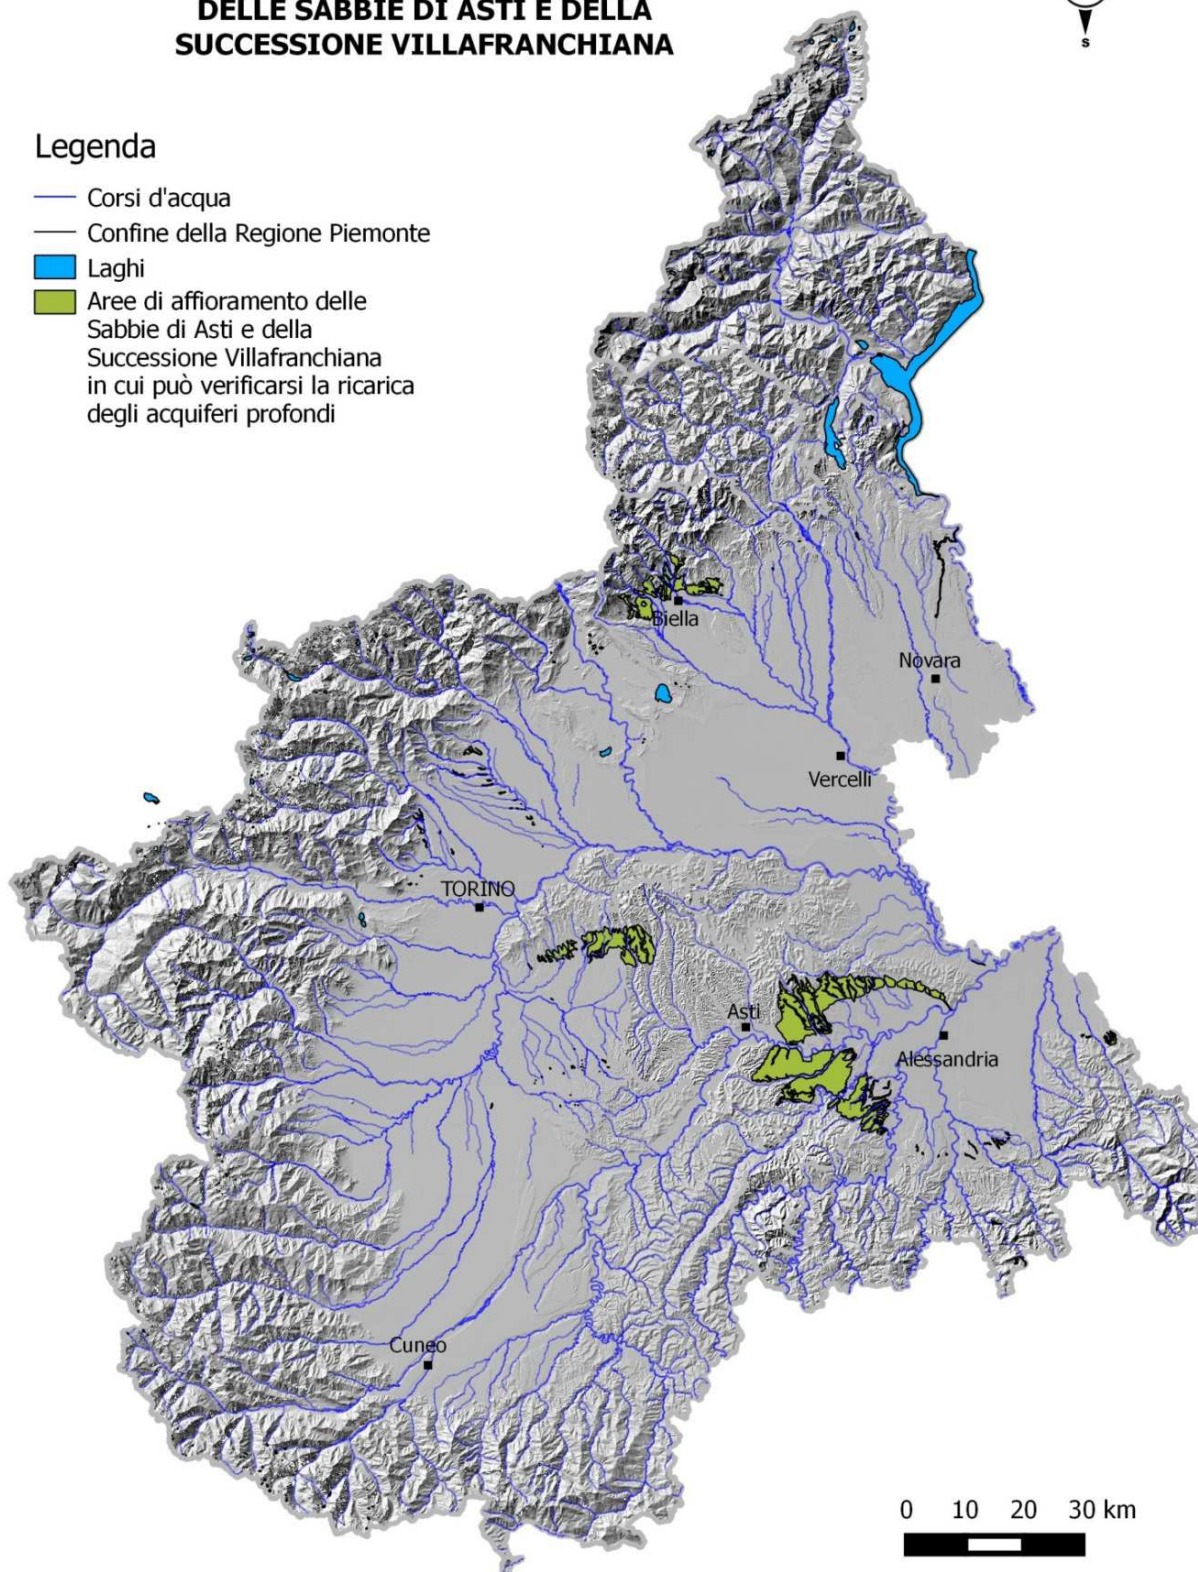 DELLE SABBIE DI ASTI E DELLA
SUCCESSIONE VILLAFRANCHIANA
S
Legenda
Corsi d'acqua
Confine della Regione Piemonte
Laghi
Aree di affioramento delle
Sabbie di Asti e della
Successione Villafranchiana
in cui può verificarsi la ricarica
degli acquiferi profondi
Biella
Novara
Vercelli
TORINO
Asti
Alessandria
Cuneo
0 10 20 30 km